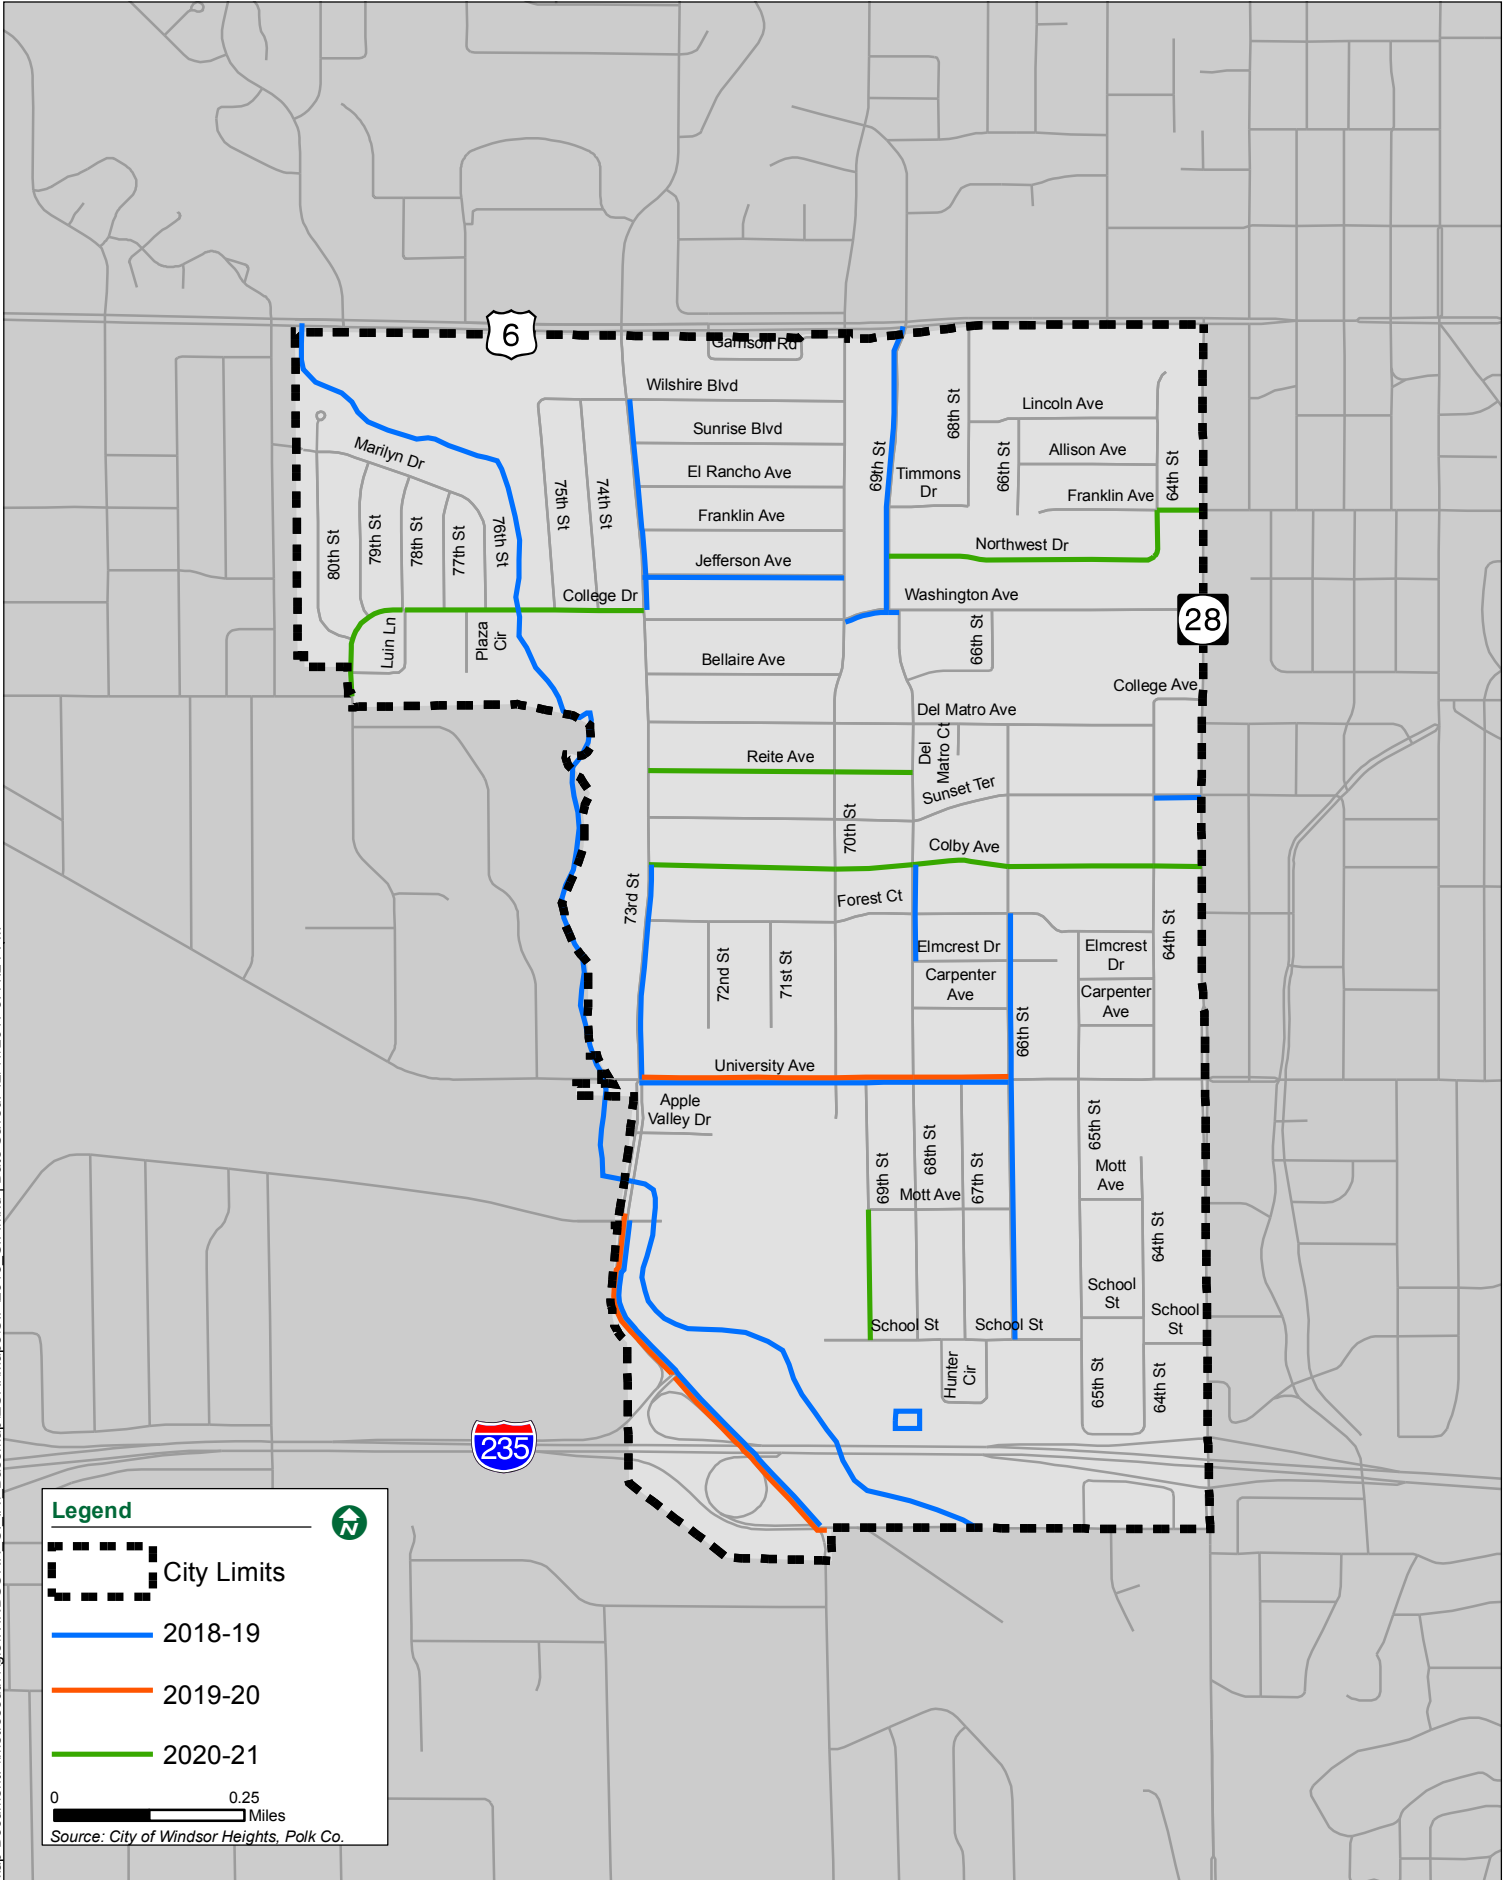 6
Garrison Rd
Wilshire Blvd
Lincoln Ave
68th St
Sunrise Blvd
Marilyn Dr
69th St
66th St
Allison Ave
64th St
El Rancho Ave
Timmons
Dr
75th St
74th St
Franklin Ave
Franklin Ave
80th St
79th St
78th St
77th St
76th St
Northwest Dr
Jefferson Ave
College Dr
Washington Ave
28
Luin Ln
Plaza
Cir
66th St
Bellaire Ave
College Ave
Del Matro Ave
Del
Matro Ct
Reite Ave
Sunset Ter
70th St
Colby Ave
73rd St
Forest Ct
64th St
Elmcrest Dr
Elmcrest
Dr
72nd St
71st St
Carpenter
Ave
Carpenter
Ave
66th St
University Ave
Apple
Valley Dr
65th St
69th St
68th St
67th St
Mott
Ave
Mott Ave
64th St
School
St
School
St
School St
School St
Hunter
Cir
65th St
64th St
235
Legend
N
City Limits
2018-19
2019-20
2020-21
0
0.25
Miles
Source: City of Windsor Heights, Polk Co.